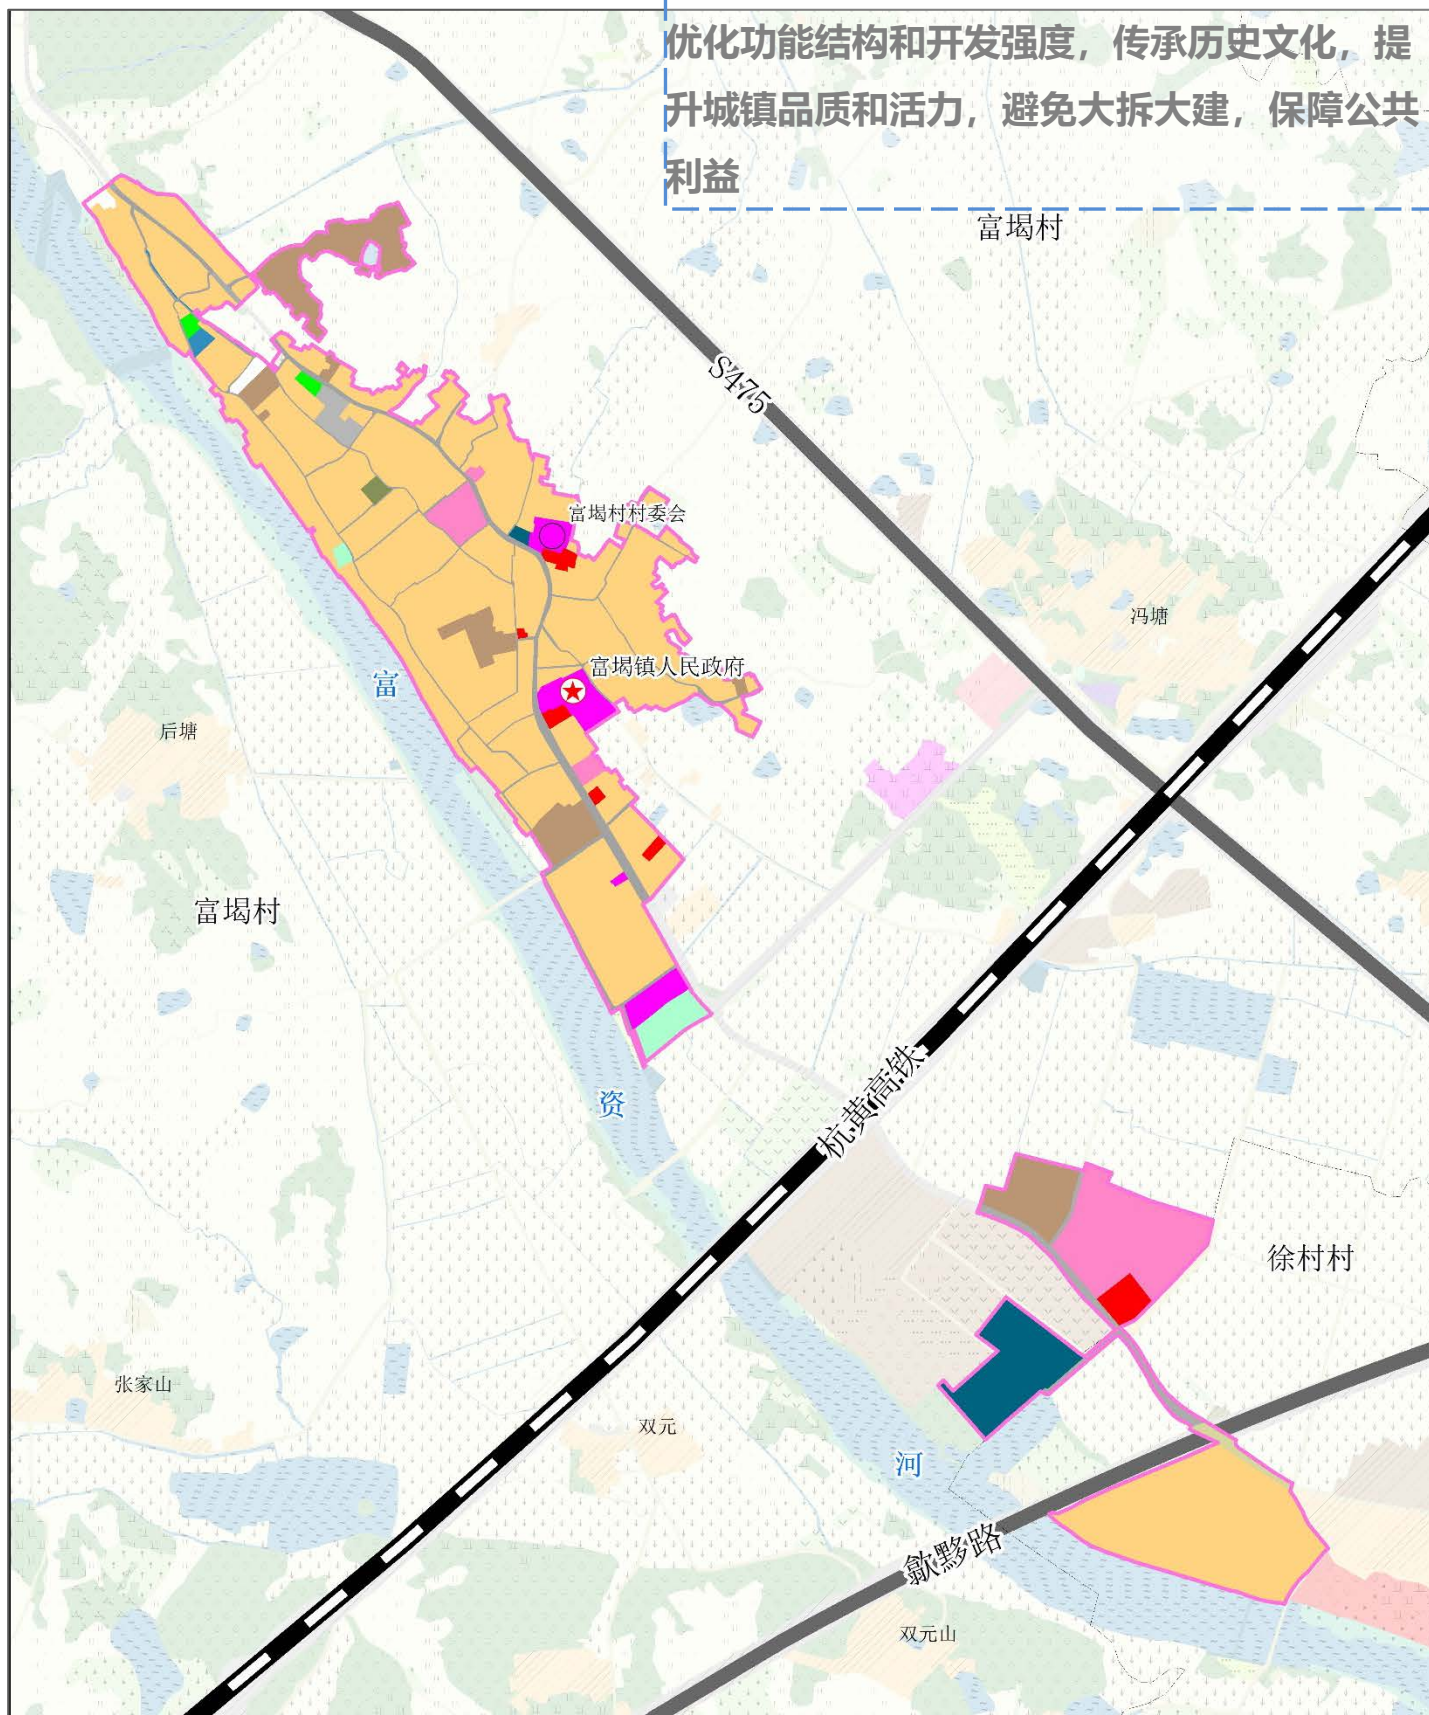 优化功能结构和开发强度，传承历史文化，提
升城镇品质和活力，避免大拆大建，保障公共
利益
富堨村
S475
富堨村村委会
冯塘
富堨镇人民政府
富
后塘
富堨村
杭黄高铁
资
徐村村
张家山
双元
河
歙黟路
双元山